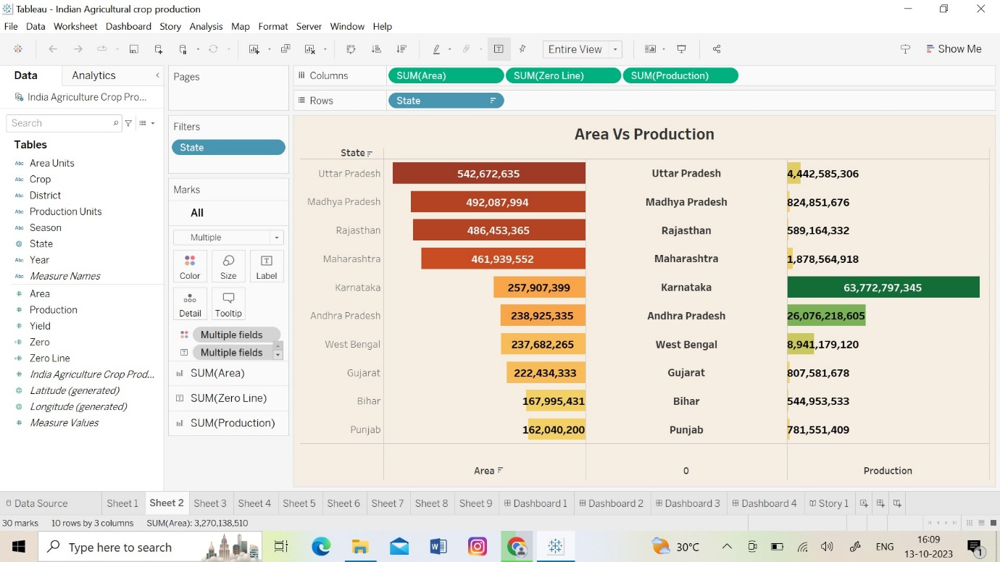 Tableau - Indian Agricultural crop production
File Data Worksheet Dashboard Story Analysis Map Format Server Window Help
Entire View
Show Me
Data Analytics
India Agriculture Crop Pro...
Search
Tables
Abc Area Units
Abc Crop
Abc District
Abc Production Units
Abc Season
State
Abc Year
Abc Measure Names
# Area
# Production
# Yield
=# Zero
=# Zero Line
# India Agriculture Crop Prod...
Latitude (generated)
Longitude (generated)
# Measure Values
Pages
Filters
State
Marks
All
Multiple
Color Size Label
Detail Tooltip
Multiple fields
Multiple fields
SUM(Area)
SUM(Zero Line)
SUM(Production)
Columns SUM(Area) SUM(Zero Line) SUM(Production)
Rows State
Area Vs Production
State
Uttar Pradesh 542,672,635 Uttar Pradesh 4,442,585,306
Madhya Pradesh 492,087,994 Madhya Pradesh 824,851,676
Rajasthan 486,453,365 Rajasthan 589,164,332
Maharashtra 461,939,552 Maharashtra 1,878,564,918
Karnataka 257,907,399 Karnataka 63,772,797,345
Andhra Pradesh 238,925,335 Andhra Pradesh 26,076,218,605
West Bengal 237,682,265 West Bengal 8,941,179,120
Gujarat 222,434,333 Gujarat 807,581,678
Bihar 167,995,431 Bihar 544,953,533
Punjab 162,040,200 Punjab 781,551,409
Area 0 Production
Data Source Sheet 1 Sheet 2 Sheet 3 Sheet 4 Sheet 5 Sheet 6 Sheet 7 Sheet 8 Sheet 9 Dashboard 1 Dashboard 2 Dashboard 3 Dashboard 4 Story 1
30 marks 10 rows by 3 columns SUM(Area): 3,270,138,510
Type here to search
30°C
ENG
16:09
13-10-2023
1